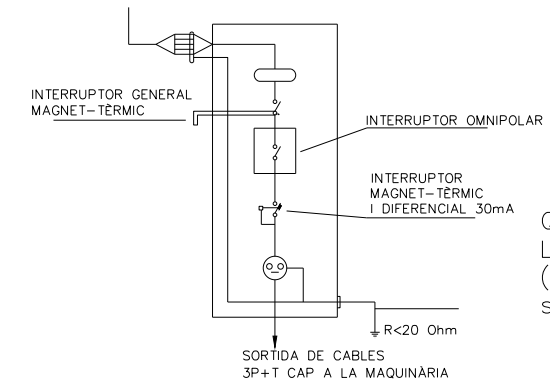 INTERRUPTOR GENERAL
MAGNET-TÈRMIC
INTERRUPTOR OMNIPOLAR
INTERRUPTOR
MAGNET-TÈRMIC
I DIFERENCIAL 30mA
R<20 Ohm
SORTIDA DE CABLES
3P+T CAP A LA MAQUINÀRIA